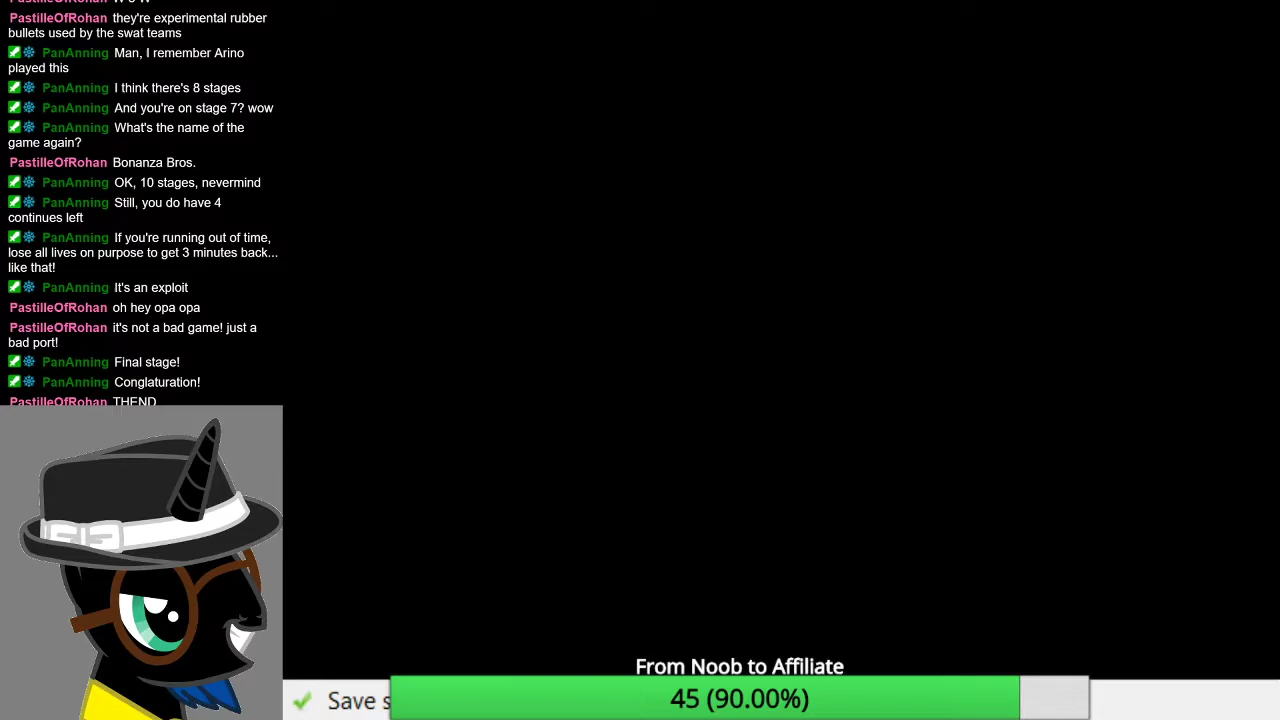 PastilleOfRohan they're experimental rubber
bullets used by the swat teams
PanAnning Man, I remember Arino
played this
PanAnning I think there's 8 stages
PanAnning And you're on stage 7? wow
PanAnning What's the name of the
game again?
PastilleOfRohan Bonanza Bros.
PanAnning OK, 10 stages, nevermind
PanAnning Still, you do have 4
continues left
PanAnning If you're running out of time,
lose all lives on purpose to get 3 minutes back...
like that!
PanAnning It's an exploit
PastilleOfRohan oh hey opa opa
PastilleOfRohan it's not a bad game! just a
bad port!
PanAnning Final stage!
PanAnning Conglaturation!
PastilleOfRohan THEND
From Noob to Affiliate
Save s
45 (90.00%)